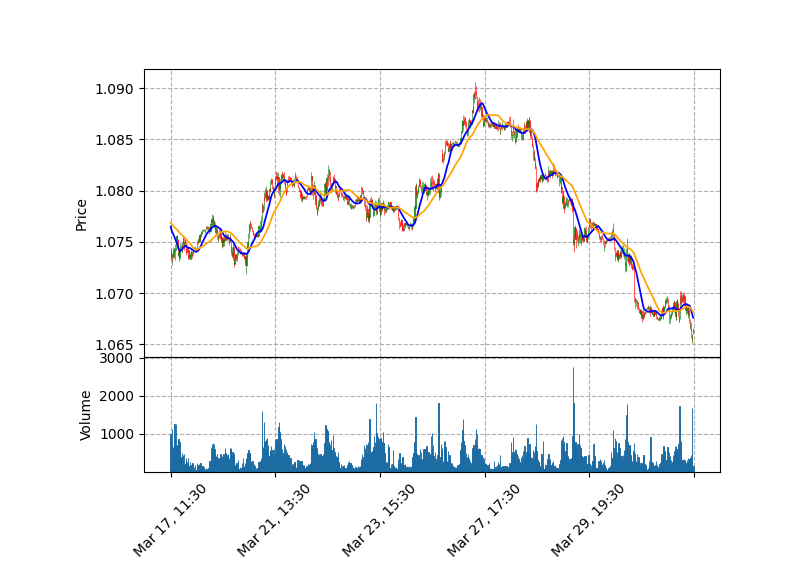 1.090
1.085
1.080
1.075
1.070
1.065
Price
3000
2000
1000
Volume
Mar 17, 11:30
Mar 21, 13:30
Mar 23, 15:30
Mar 27, 17:30
Mar 29, 19:30